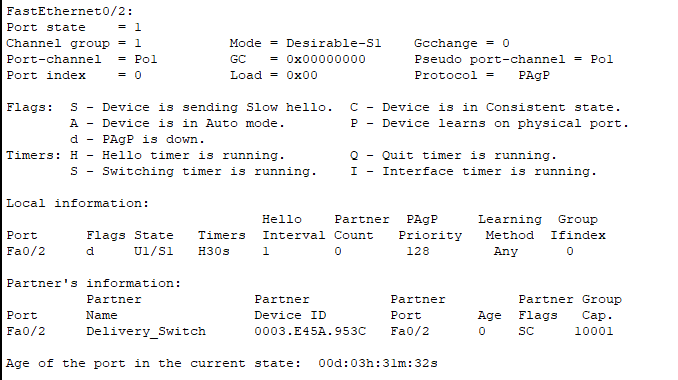 FastEthernet0/2:
Port state    = 1
Channel group = 1           Mode = Desirable-Sl    Gcchange = 0
Port-channel  = Po1         GC   = 0x00000000      Pseudo port-channel = Po1
Port index    = 0           Load = 0x00            Protocol =   PAgP
Flags:  S - Device is sending Slow hello.  C - Device is in Consistent state.
        A - Device is in Auto mode.        P - Device learns on physical port.
        d - PAgP is down.
Timers: H - Hello timer is running.        Q - Quit timer is running.
        S - Switching timer is running.    I - Interface timer is running.
Local information:
                                Hello    Partner  PAgP     Learning  Group
Port      Flags State   Timers  Interval Count   Priority   Method  Ifindex
Fa0/2     d     U1/S1   H30s    1        0        128        Any      0
Partner's information:
          Partner              Partner          Partner         Partner Group
Port      Name                 Device ID        Port       Age  Flags   Cap.
Fa0/2     Delivery_Switch      0003.E45A.953C   Fa0/2      0    SC     10001
Age of the port in the current state:  00d:03h:31m:32s